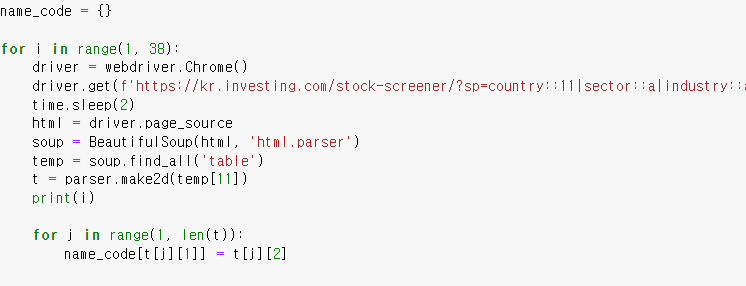 name_code = {}
for i in range(1, 38):
driver = webdriver.Chrome()
driver.get(f'https://kr.investing.com/stock-screener/?sp=country::11|sector::a|industry::a
time.sleep(2)
html = driver.page_source
soup = BeautifulSoup(html, 'html.parser')
temp = soup.find_all('table')
t = parser.make2d(temp[11])
print(i)
for j in range(1, len(t)):
name_code[t[j][1]] = t[j][2]